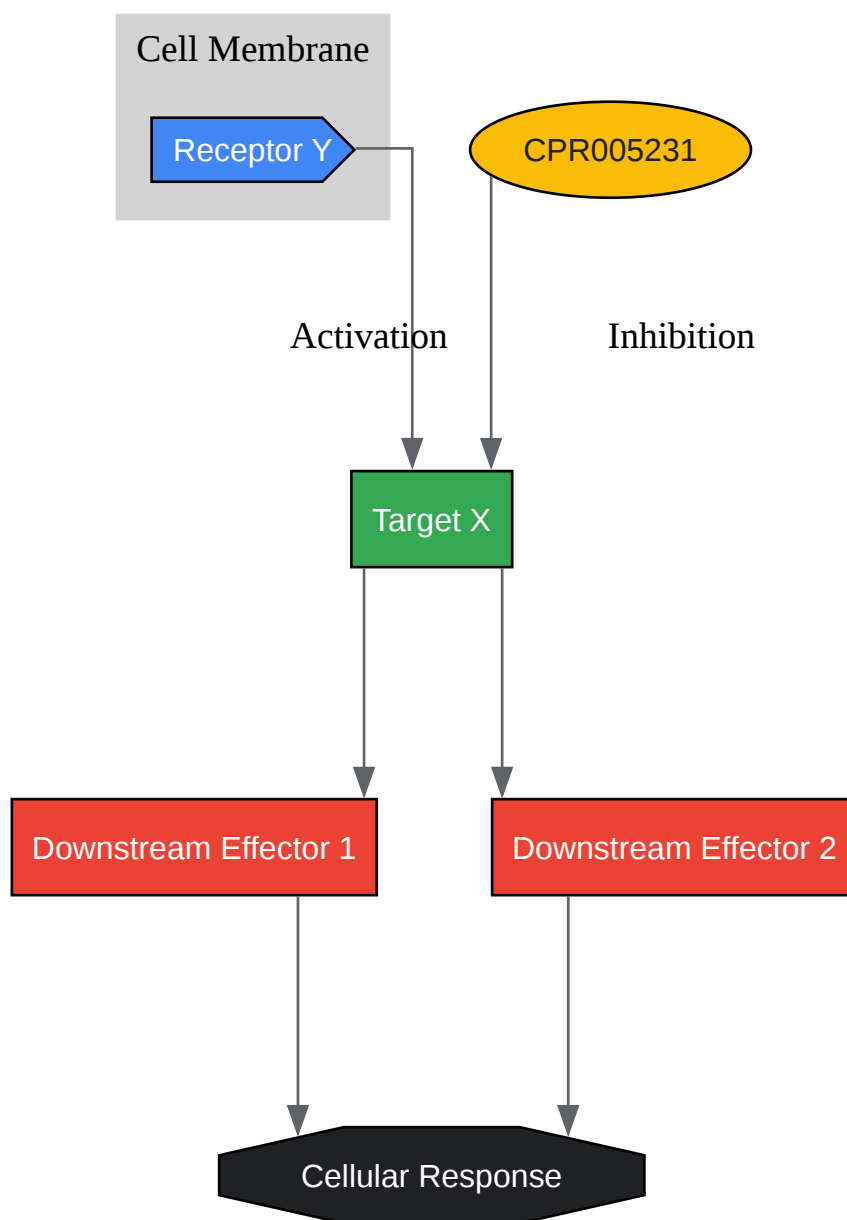 Cell Membrane
Receptor Y
CPR005231
Activation
Inhibition
Target X
Downstream Effector 1
Downstream Effector 2
Cellular Response